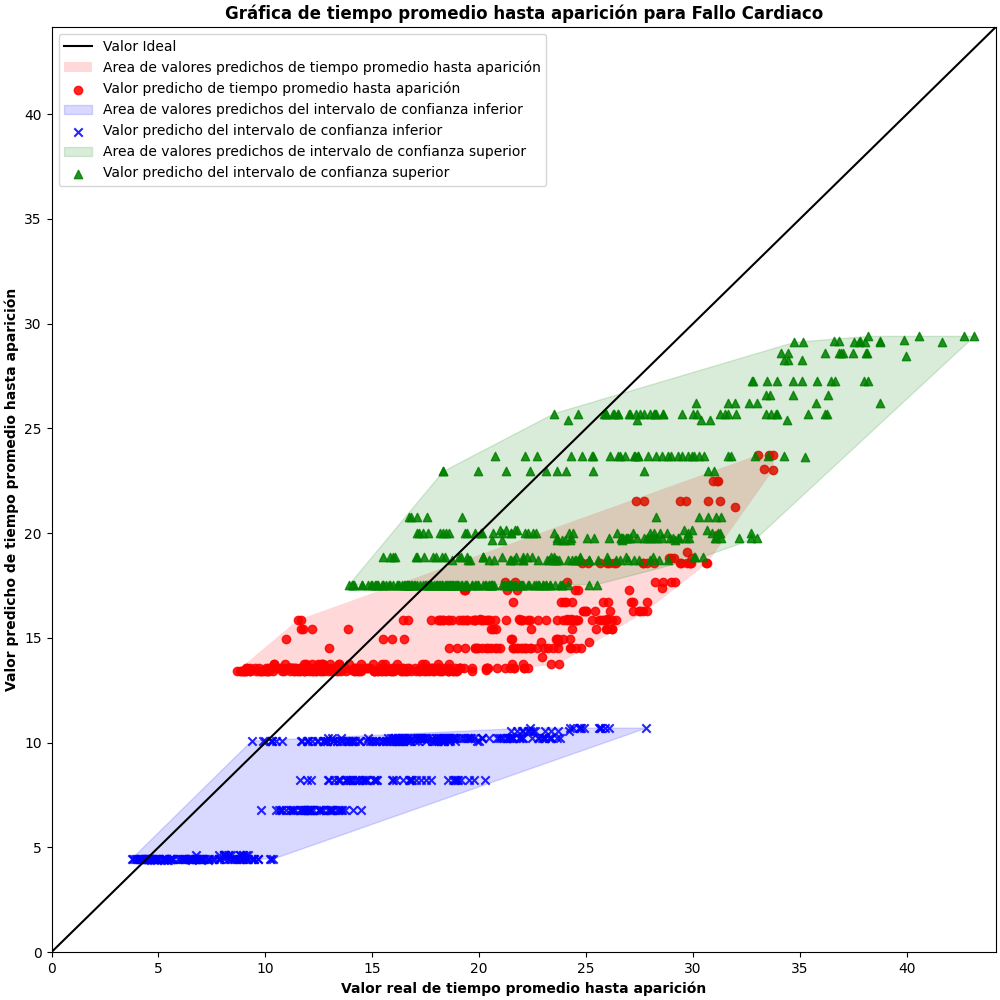 Gráfica de tiempo promedio hasta aparición para Fallo Cardiaco
Valor Ideal
Area de valores predichos de tiempo promedio hasta aparición
Valor predicho de tiempo promedio hasta aparición
Area de valores predichos del intervalo de confianza inferior
Valor predicho del intervalo de confianza inferior
Area de valores predichos de intervalo de confianza superior
Valor predicho del intervalo de confianza superior
Valor predicho de tiempo promedio hasta aparición
40
35
30
25
20
15
10
5
0
0 5 10 15 20 25 30 35 40
Valor real de tiempo promedio hasta aparición